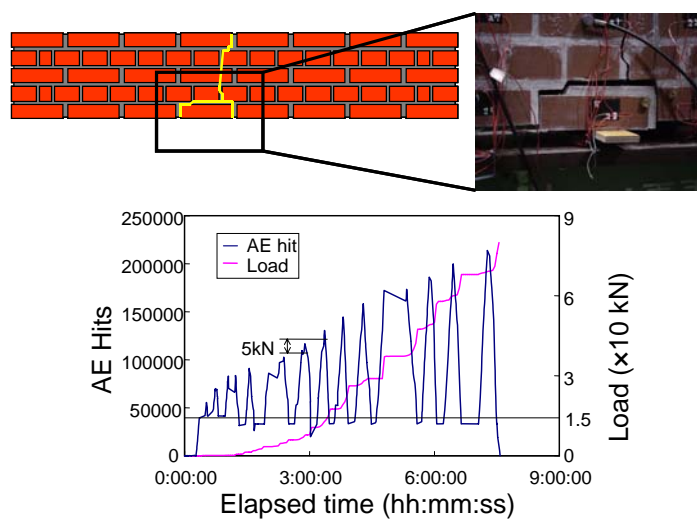 250000
200000
150000
100000
50000
0
AE Hits
AE hit
Load
5kN
9
6
3
1.5
0
Load (×10 kN)
0:00:00
3:00:00
6:00:00
9:00:00
Elapsed time (hh:mm:ss)